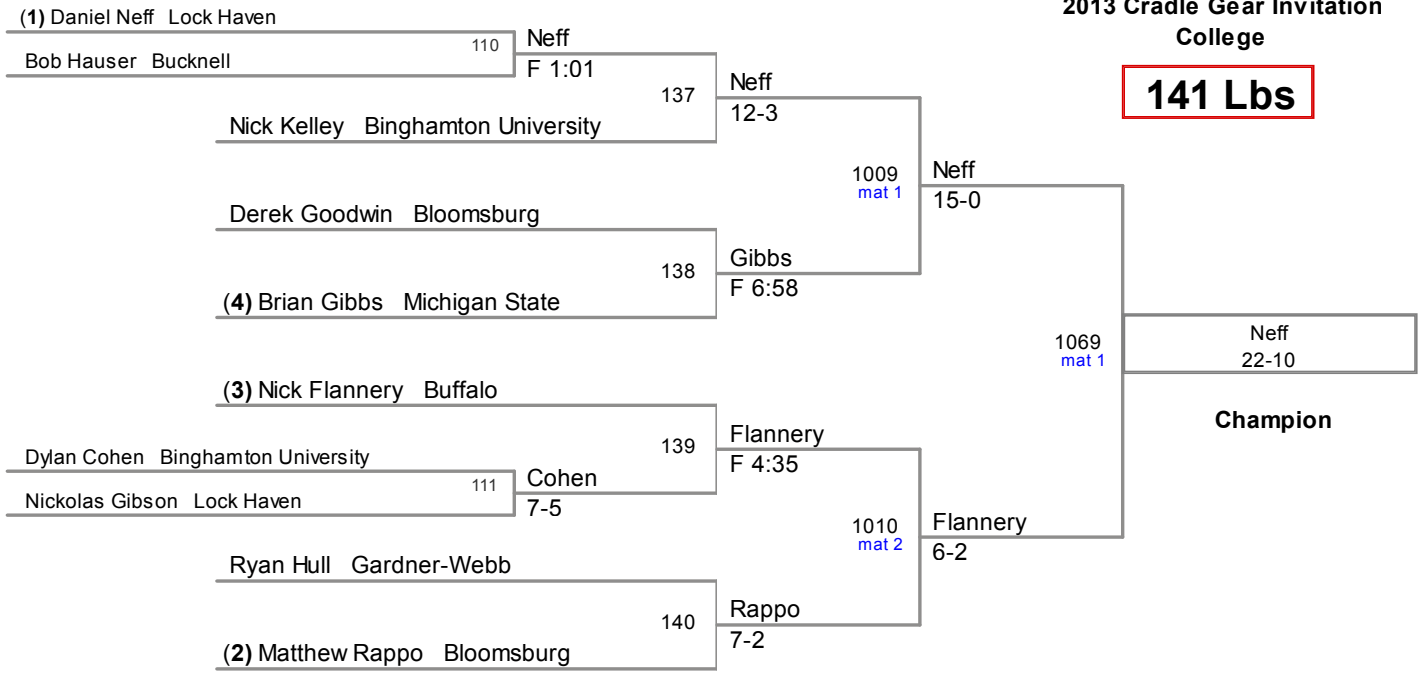 2013 Cradle Gear Invitation
College
141 Lbs
(1) Daniel Neff Lock Haven
110
Bob Hauser Bucknell
Neff
F 1:01
137
Nick Kelley Binghamton University
Neff
12-3
Derek Goodwin Bloomsburg
138
(4) Brian Gibbs Michigan State
Gibbs
F 6:58
1009
mat 1
Neff
15-0
(3) Nick Flannery Buffalo
139
Dylan Cohen Binghamton University
111
Nickolas Gibson Lock Haven
Cohen
7-5
Flannery
F 4:35
Ryan Hull Gardner-Webb
140
(2) Matthew Rappo Bloomsburg
Rappo
7-2
1010
mat 2
Flannery
6-2
1069
mat 1
Neff
22-10
Champion